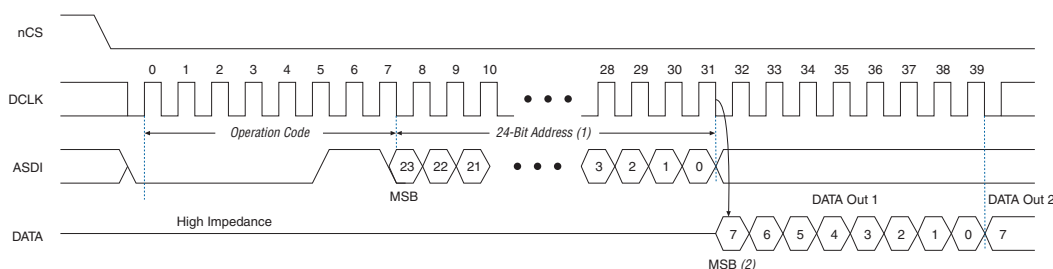 nCS
0 1 2 3 4 5 6 7 8 9 10 28 29 30 31 32 33 34 35 36 37 38 39
DCLK
Operation Code 24-Bit Address (1)
ASDI 23 22 21 3 2 1 0
MSB
DATA Out 1 DATA Out 2
High Impedance
DATA 7 6 5 4 3 2 1 0 7
MSB (2)